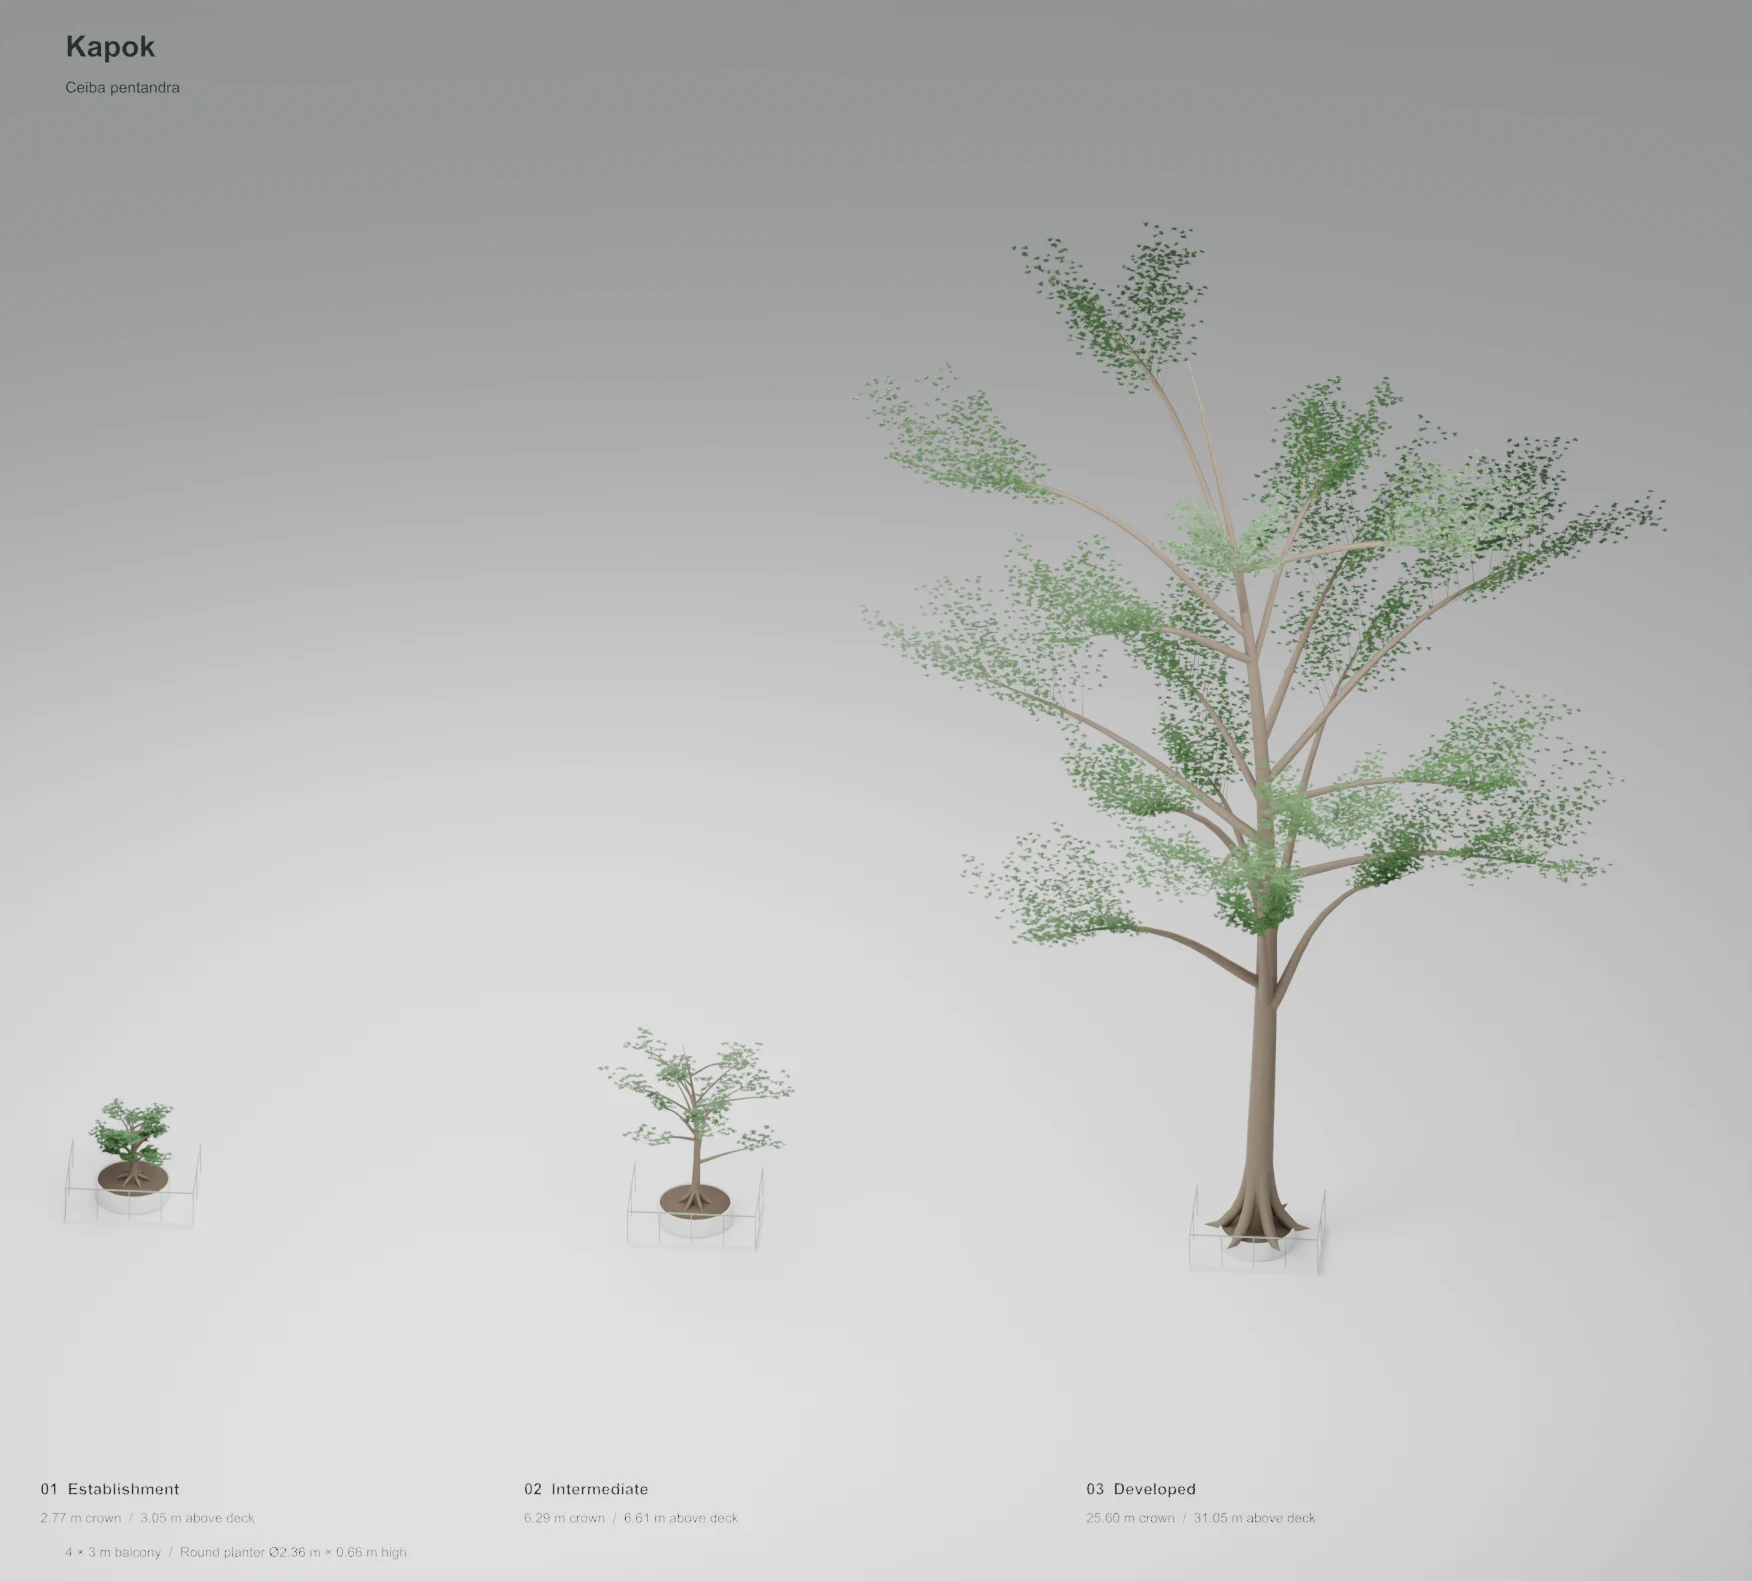 Kapok
Ceiba pentandra
01 Establishment
2.77 m crown / 3.05 m above deck
02 Intermediate
6.29 m crown / 6.61 m above deck
03 Developed
25.60 m crown / 31.05 m above deck
4 × 3 m balcony / Round planter Ø2.36 m × 0.66 m high